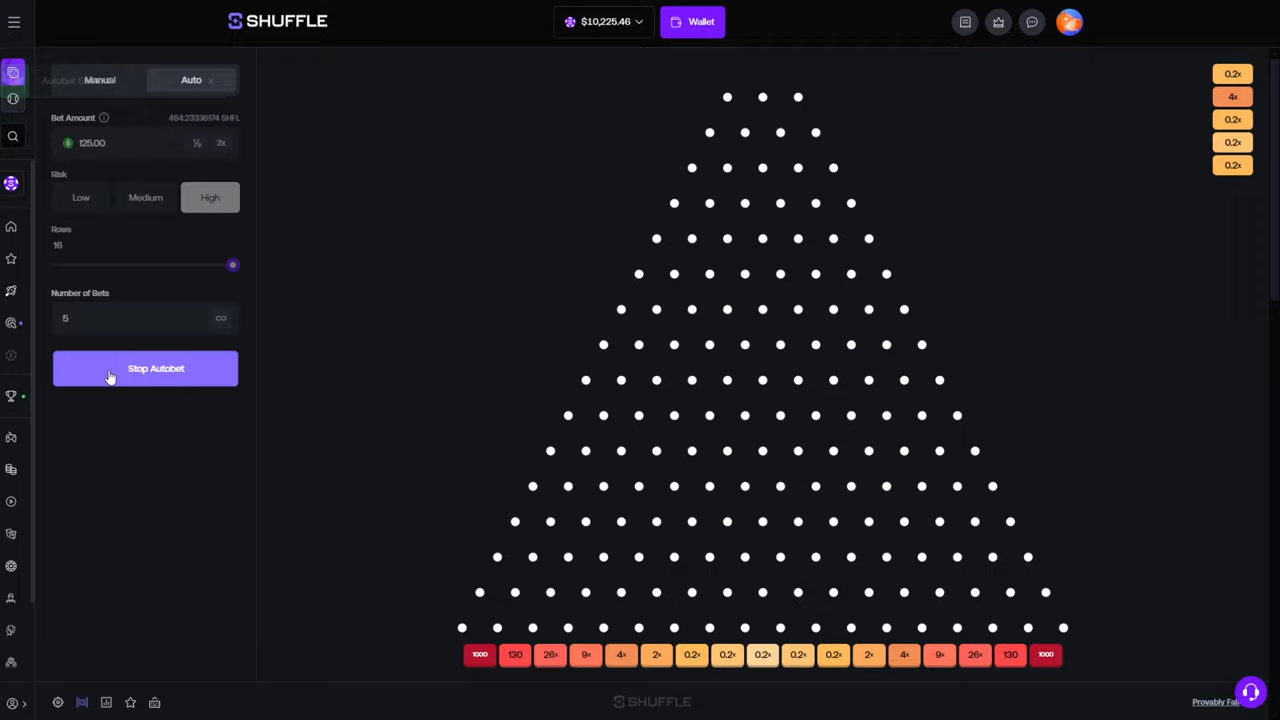 SHUFFLE
$10,225.46
Wallet
Autobet
Manual
Auto
Bet Amount
484.23336174 SHFL
125.00
½
2x
Risk
Low
Medium
High
Rows
16
Number of Bets
5
Stop Autobet
0.2x
4x
0.2x
0.2x
0.2x
1000
130
26x
9x
4x
2x
0.2x
0.2x
0.2x
0.2x
0.2x
2x
4x
9x
26x
130
1000
SHUFFLE
Provably